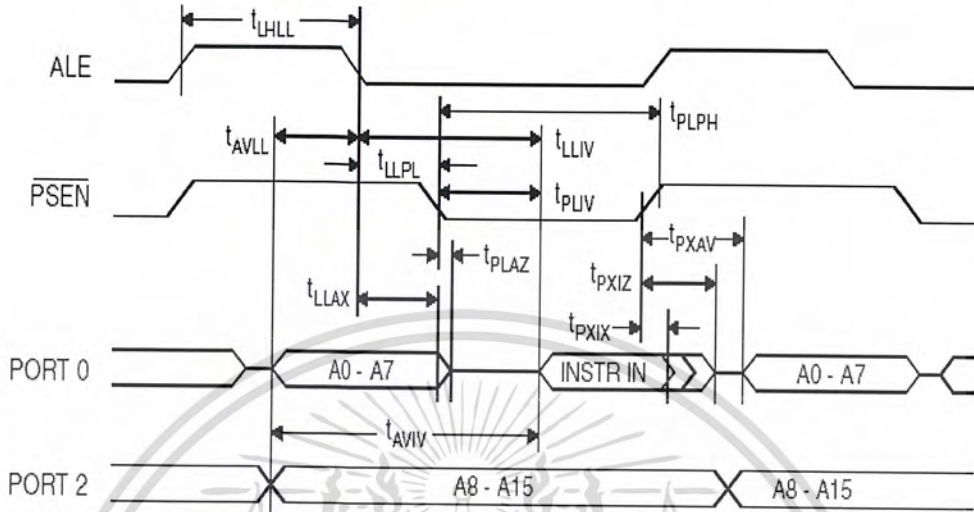 tLHLL
ALE
tPLPH
tAVLL
tLLIV
tLLPL
PSEN
tPLIV
tPXAV
tPLAZ
tPXIZ
tLLAX
tPXIX
PORT 0
A0 - A7
INSTR IN
A0 - A7
tAVIV
PORT 2
A8 - A15
A8 - A15